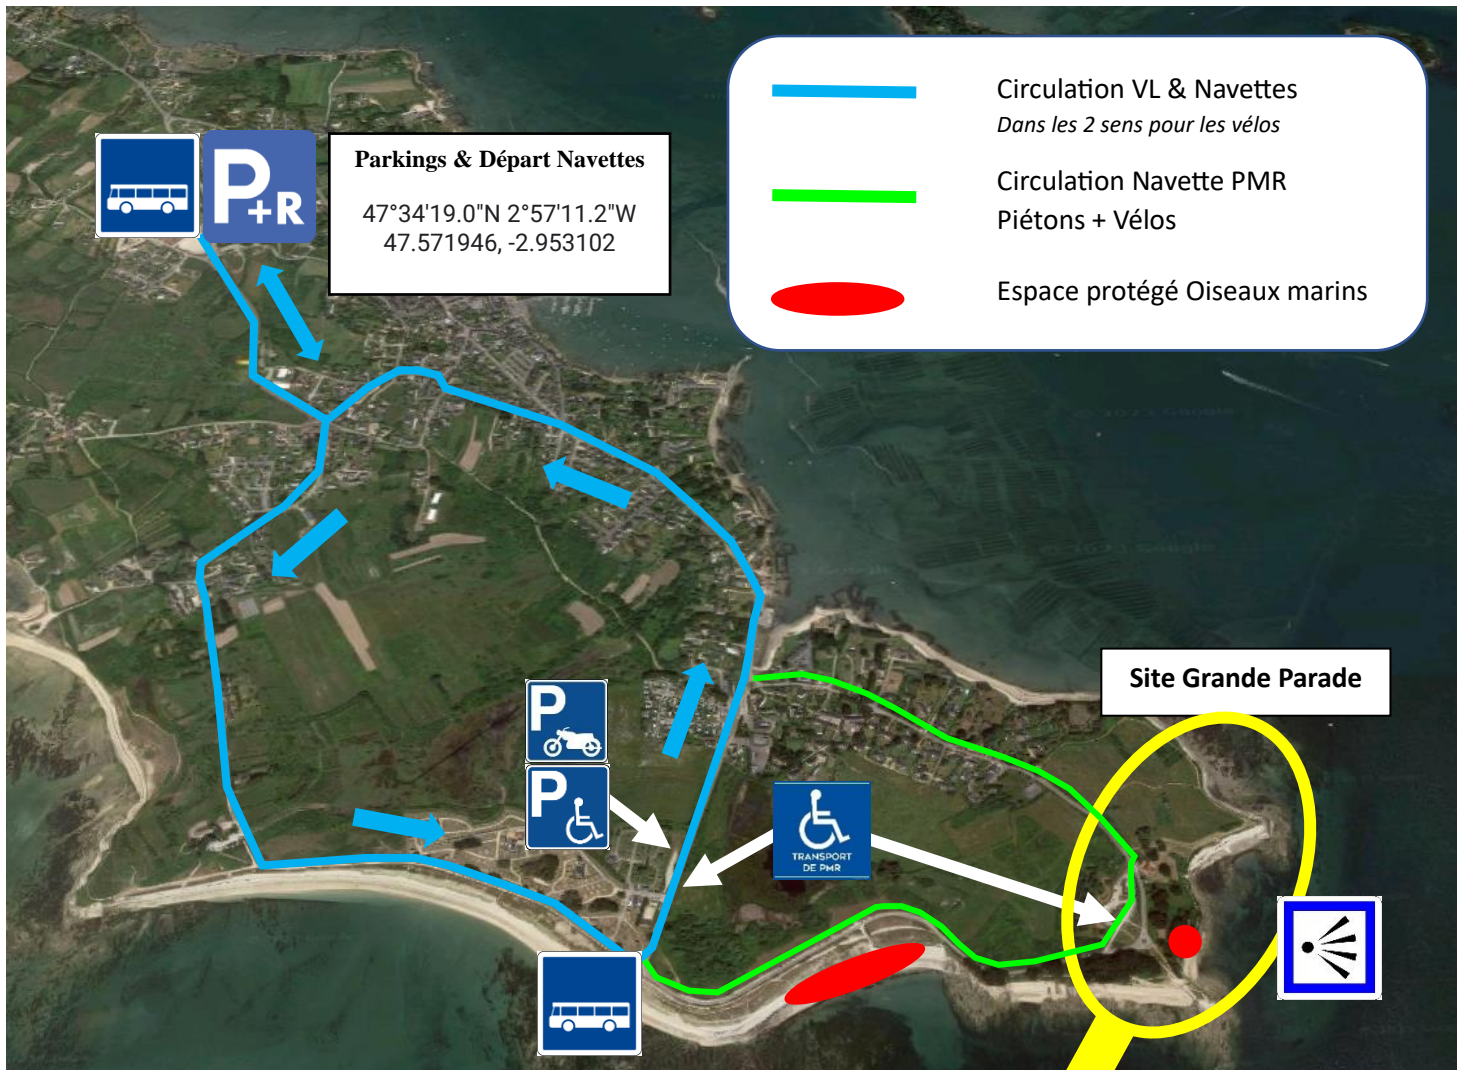 Circulation VL & Navettes
Dans les 2 sens pour les vélos
Circulation Navette PMR
Piétons + Vélos
Espace protégé Oiseaux marins
P+R
Parkings & Départ Navettes
47°34'19.0"N 2°57'11.2"W
47.571946, -2.953102
Site Grande Parade
P
P
TRANSPORT
DE PMR